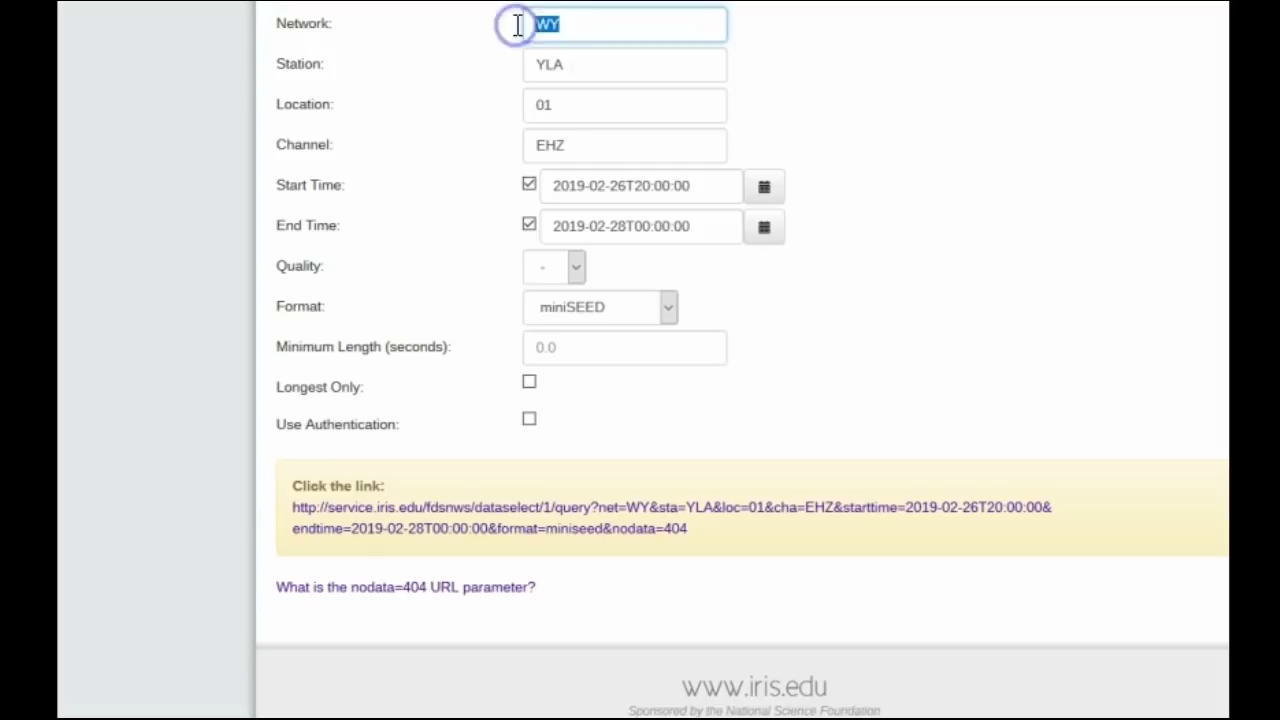 Network: WY
Station: YLA
Location: 01
Channel: EHZ
Start Time: 2019-02-26T20:00:00
End Time: 2019-02-28T00:00:00
Quality: -
Format: miniSEED
Minimum Length (seconds): 0.0
Longest Only:
Use Authentication:
Click the link:
http://service.iris.edu/fdsnws/dataselect/1/query?net=WY&sta=YLA&loc=01&cha=EHZ&starttime=2019-02-26T20:00:00&
endtime=2019-02-28T00:00:00&format=miniseed&nodata=404
What is the nodata=404 URL parameter?
www.iris.edu
Sponsored by the National Science Foundation